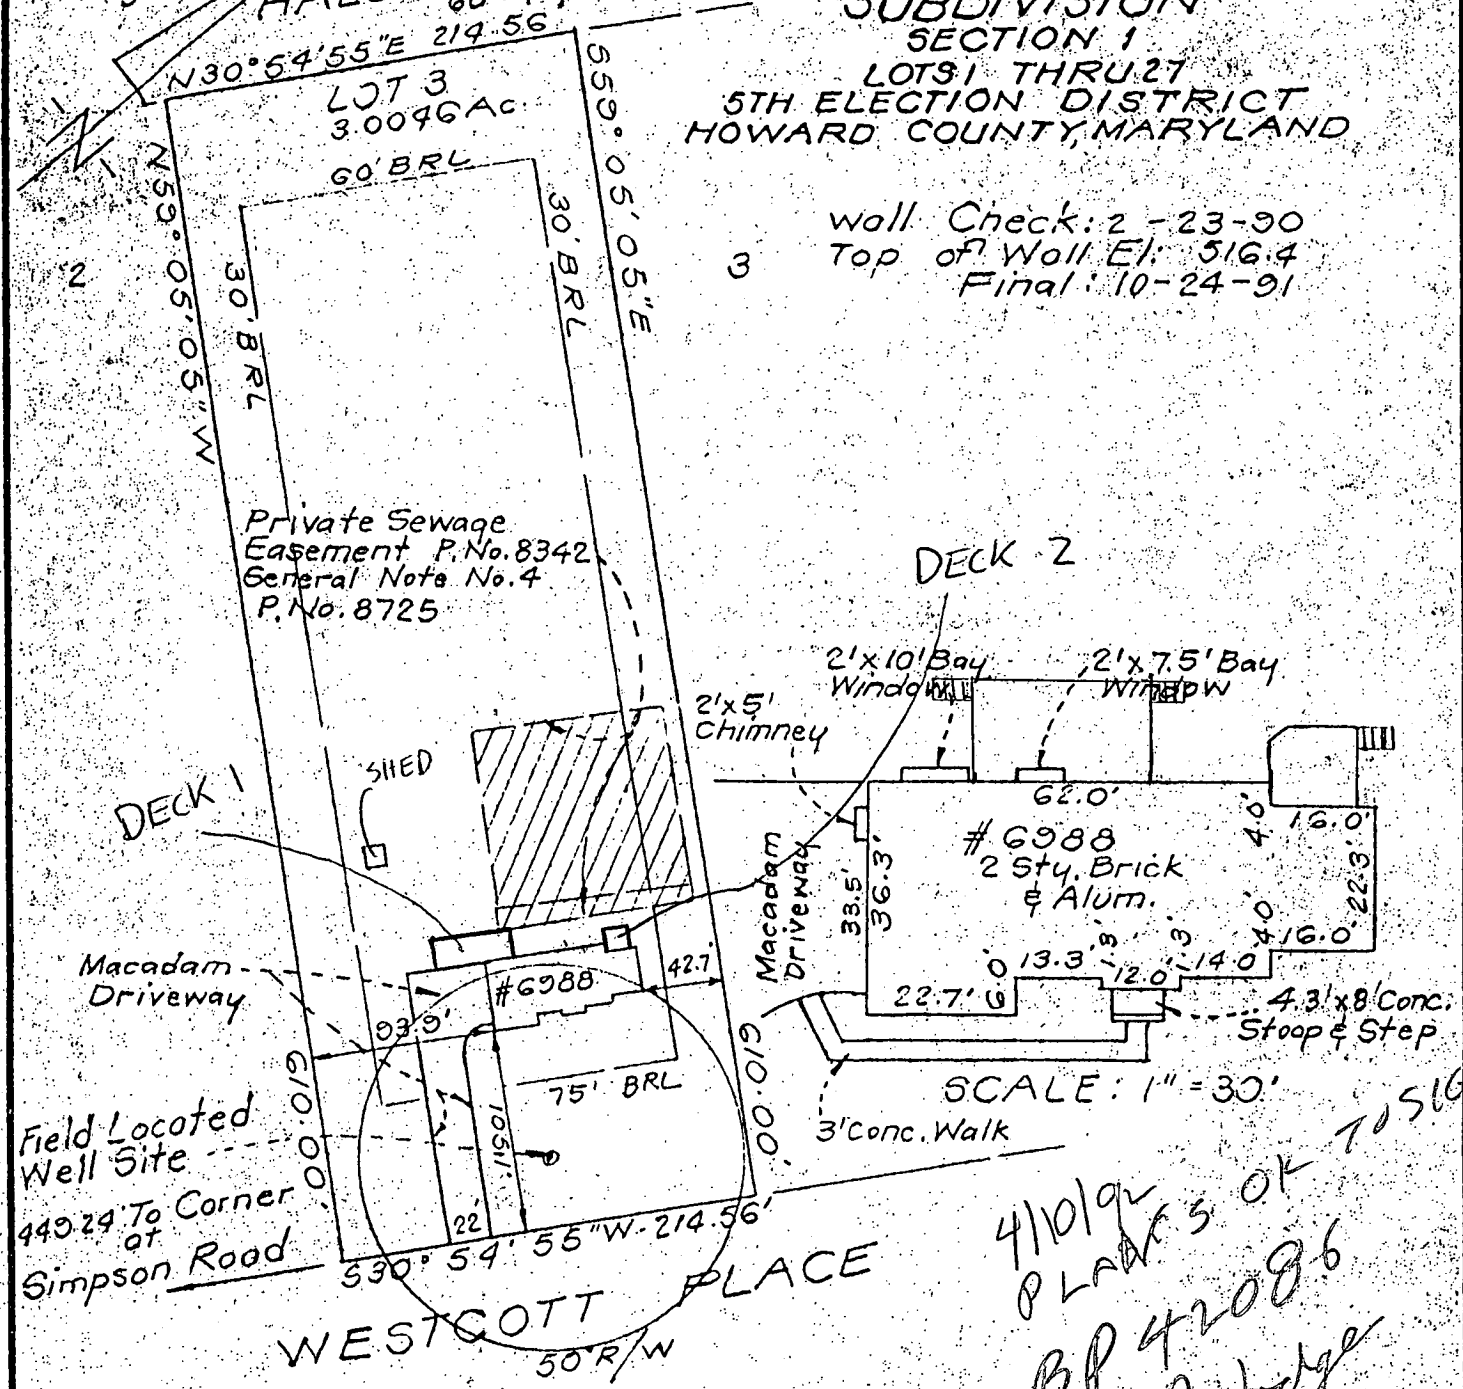 SUBDIVISION
SECTION 1
LOTS 1 THRU 27
5TH ELECTION DISTRICT
HOWARD COUNTY, MARYLAND
Wall Check: 2-23-90
Top of Wall El: 516.4
Final: 10-24-91
N30°54'55"E 214.56
LOT 3
3.0046 Ac.
60' BRL
N59°05'05"W
S59°05'05"E
30' BRL
30' BRL
2
3
Private Sewage
Easement P.No.8342
General Note No.4
P.No.8725
DECK 2
DECK 1
SHED
2'x10' Bay
Window
2'x7.5' Bay
Window
2'x5'
Chimney
62.0'
4.0'
16.0'
#6988
2 Sty. Brick
& Alum.
33.5'
36.3'
22.3'
Macadam
Driveway
22.7'
6.0'
13.3'
.3'
12.0'
.3'
14.0'
4.0'
16.0'
4.3'x8' Conc.
Stoop & Step
3' Conc. Walk
SCALE: 1" = 30'
Macadam
Driveway
#6988
42.7'
93.9'
75' BRL
105.1'
22'
610.00'
610.00'
Field Located
Well Site
449.24' To Corner
at
Simpson Road
S30°54'55"W-214.56'
WESTCOTT PLACE
50' R/W
4/10/92
PLANS OK TO SIG
BP 42086